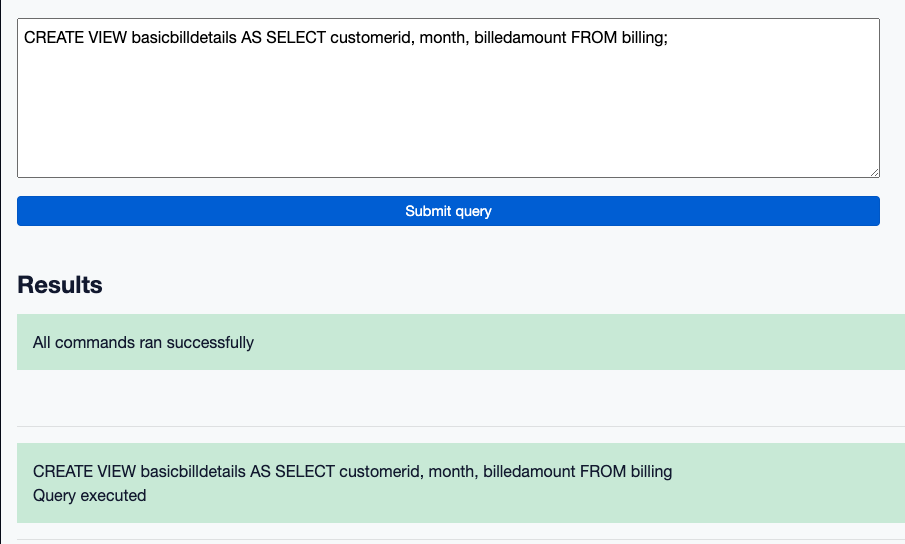 CREATE VIEW basicbilldetails AS SELECT customerid, month, billedamount FROM billing;
Submit query
Results
All commands ran successfully
CREATE VIEW basicbilldetails AS SELECT customerid, month, billedamount FROM billing
Query executed